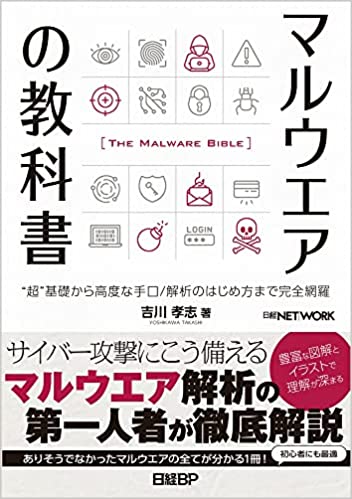 マルウエア
の教科書
[THE MALWARE BIBLE]
LOGIN
“超”基礎から高度な手口/解析のはじめ方まで完全網羅
吉川 孝志 著
YOSHIKAWA TAKASHI
日経NETWORK
サイバー攻撃にこう備える
マルウエア解析の
第一人者が徹底解説
豊富な図解と
イラストで
理解が深まる
ありそうでなかったマルウエアの全てが分かる1冊!
初心者にも最適
日経BP